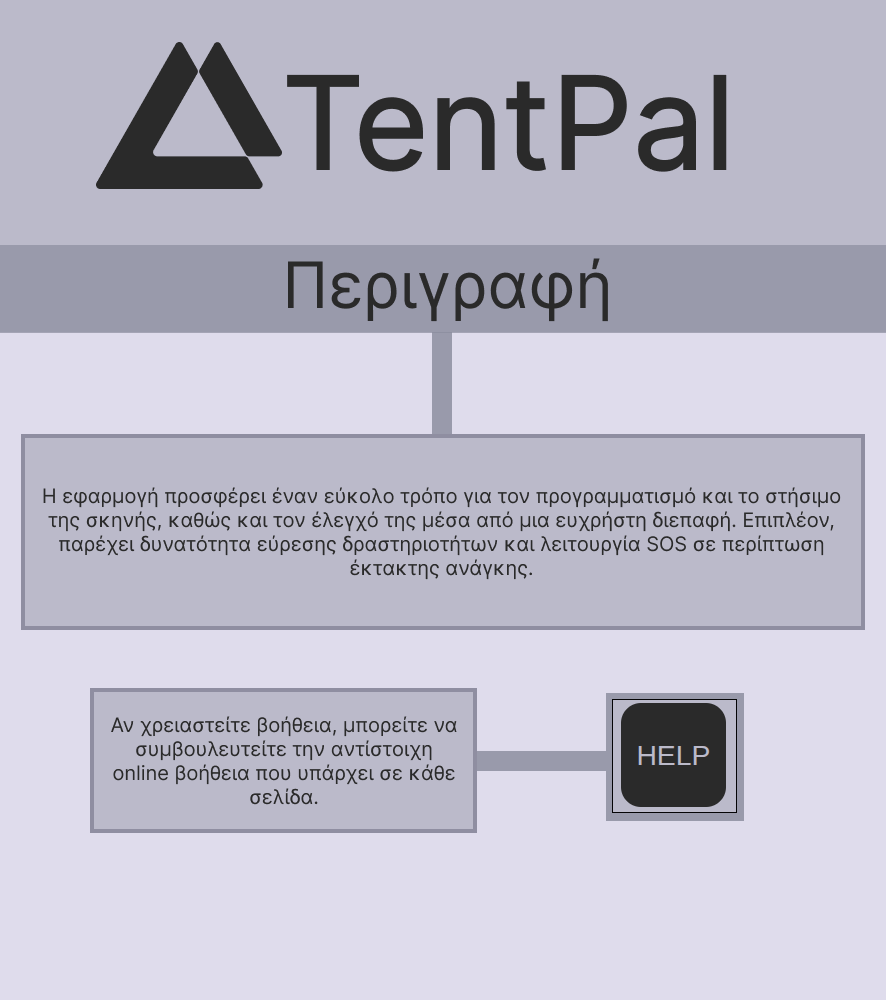 TentPal
Περιγραφή
Η εφαρμογή προσφέρει έναν εύκολο τρόπο για τον προγραμματισμό και το στήσιμο
της σκηνής, καθώς και τον έλεγχό της μέσα από μια ευχρήστη διεπαφή. Επιπλέον,
παρέχει δυνατότητα εύρεσης δραστηριοτήτων και λειτουργία SOS σε περίπτωση
έκτακτης ανάγκης.
Αν χρειαστείτε βοήθεια, μπορείτε να
συμβουλευτείτε την αντίστοιχη
online βοήθεια που υπάρχει σε κάθε
σελίδα.
HELP